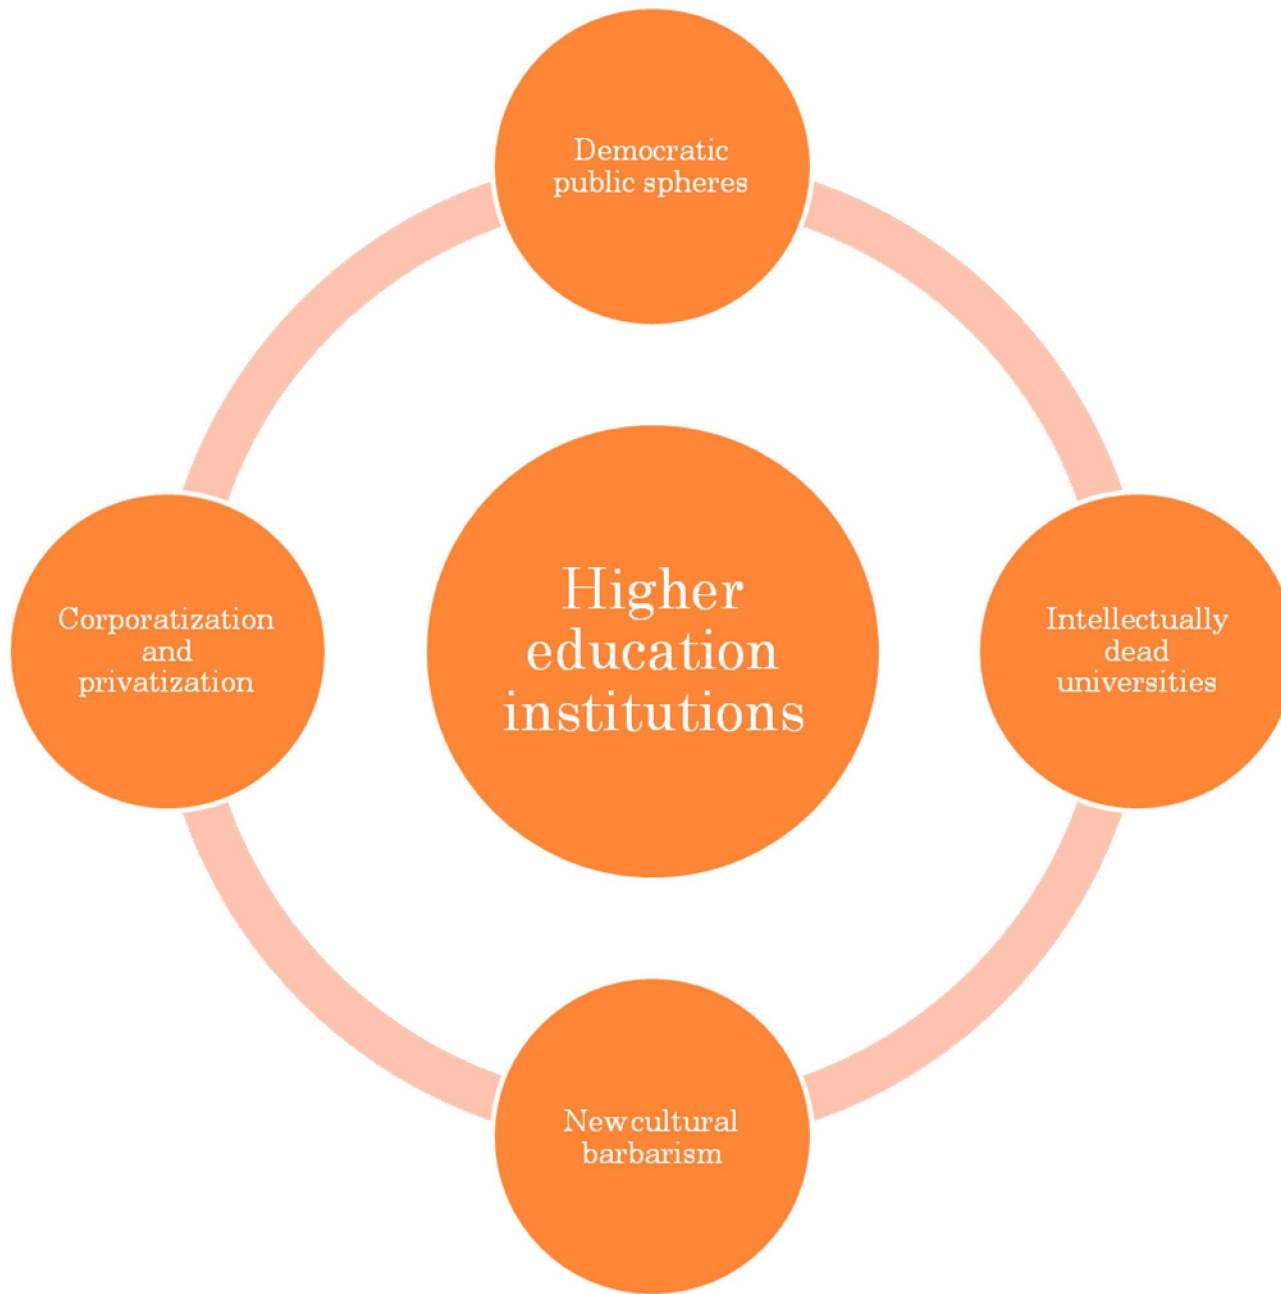 Democratic
public spheres
Corporatization
and
privatization
Higher
education
institutions
Intellectually
dead
universities
New cultural
barbarism